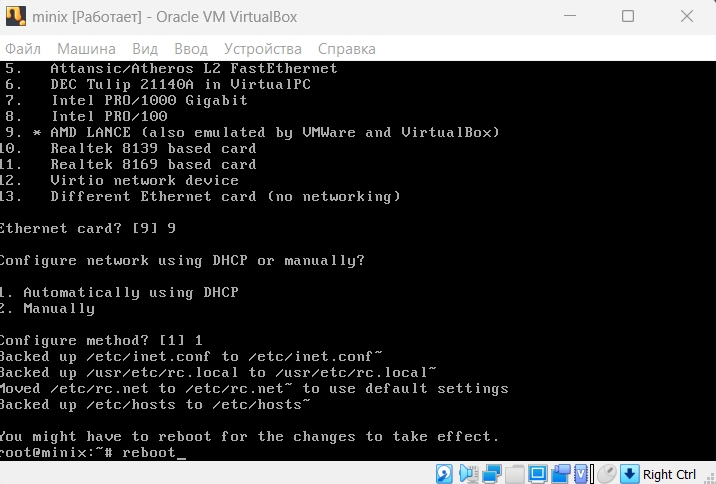 minix [Работает] - Oracle VM VirtualBox
Файл Машина Вид Ввод Устройства Справка
5. Attansic/Atheros L2 FastEthernet
6. DEC Tulip 21140A in VirtualPC
7. Intel PRO/1000 Gigabit
8. Intel PRO/100
9. * AMD LANCE (also emulated by VMWare and VirtualBox)
10. Realtek 8139 based card
11. Realtek 8169 based card
12. Virtio network device
13. Different Ethernet card (no networking)
Ethernet card? [9] 9
Configure network using DHCP or manually?
1. Automatically using DHCP
2. Manually
Configure method? [1] 1
Backed up /etc/inet.conf to /etc/inet.conf~
Backed up /usr/etc/rc.local to /usr/etc/rc.local~
Moved /etc/rc.net to /etc/rc.net~ to use default settings
Backed up /etc/hosts to /etc/hosts~
You might have to reboot for the changes to take effect.
root@minix:~# reboot_
Right Ctrl